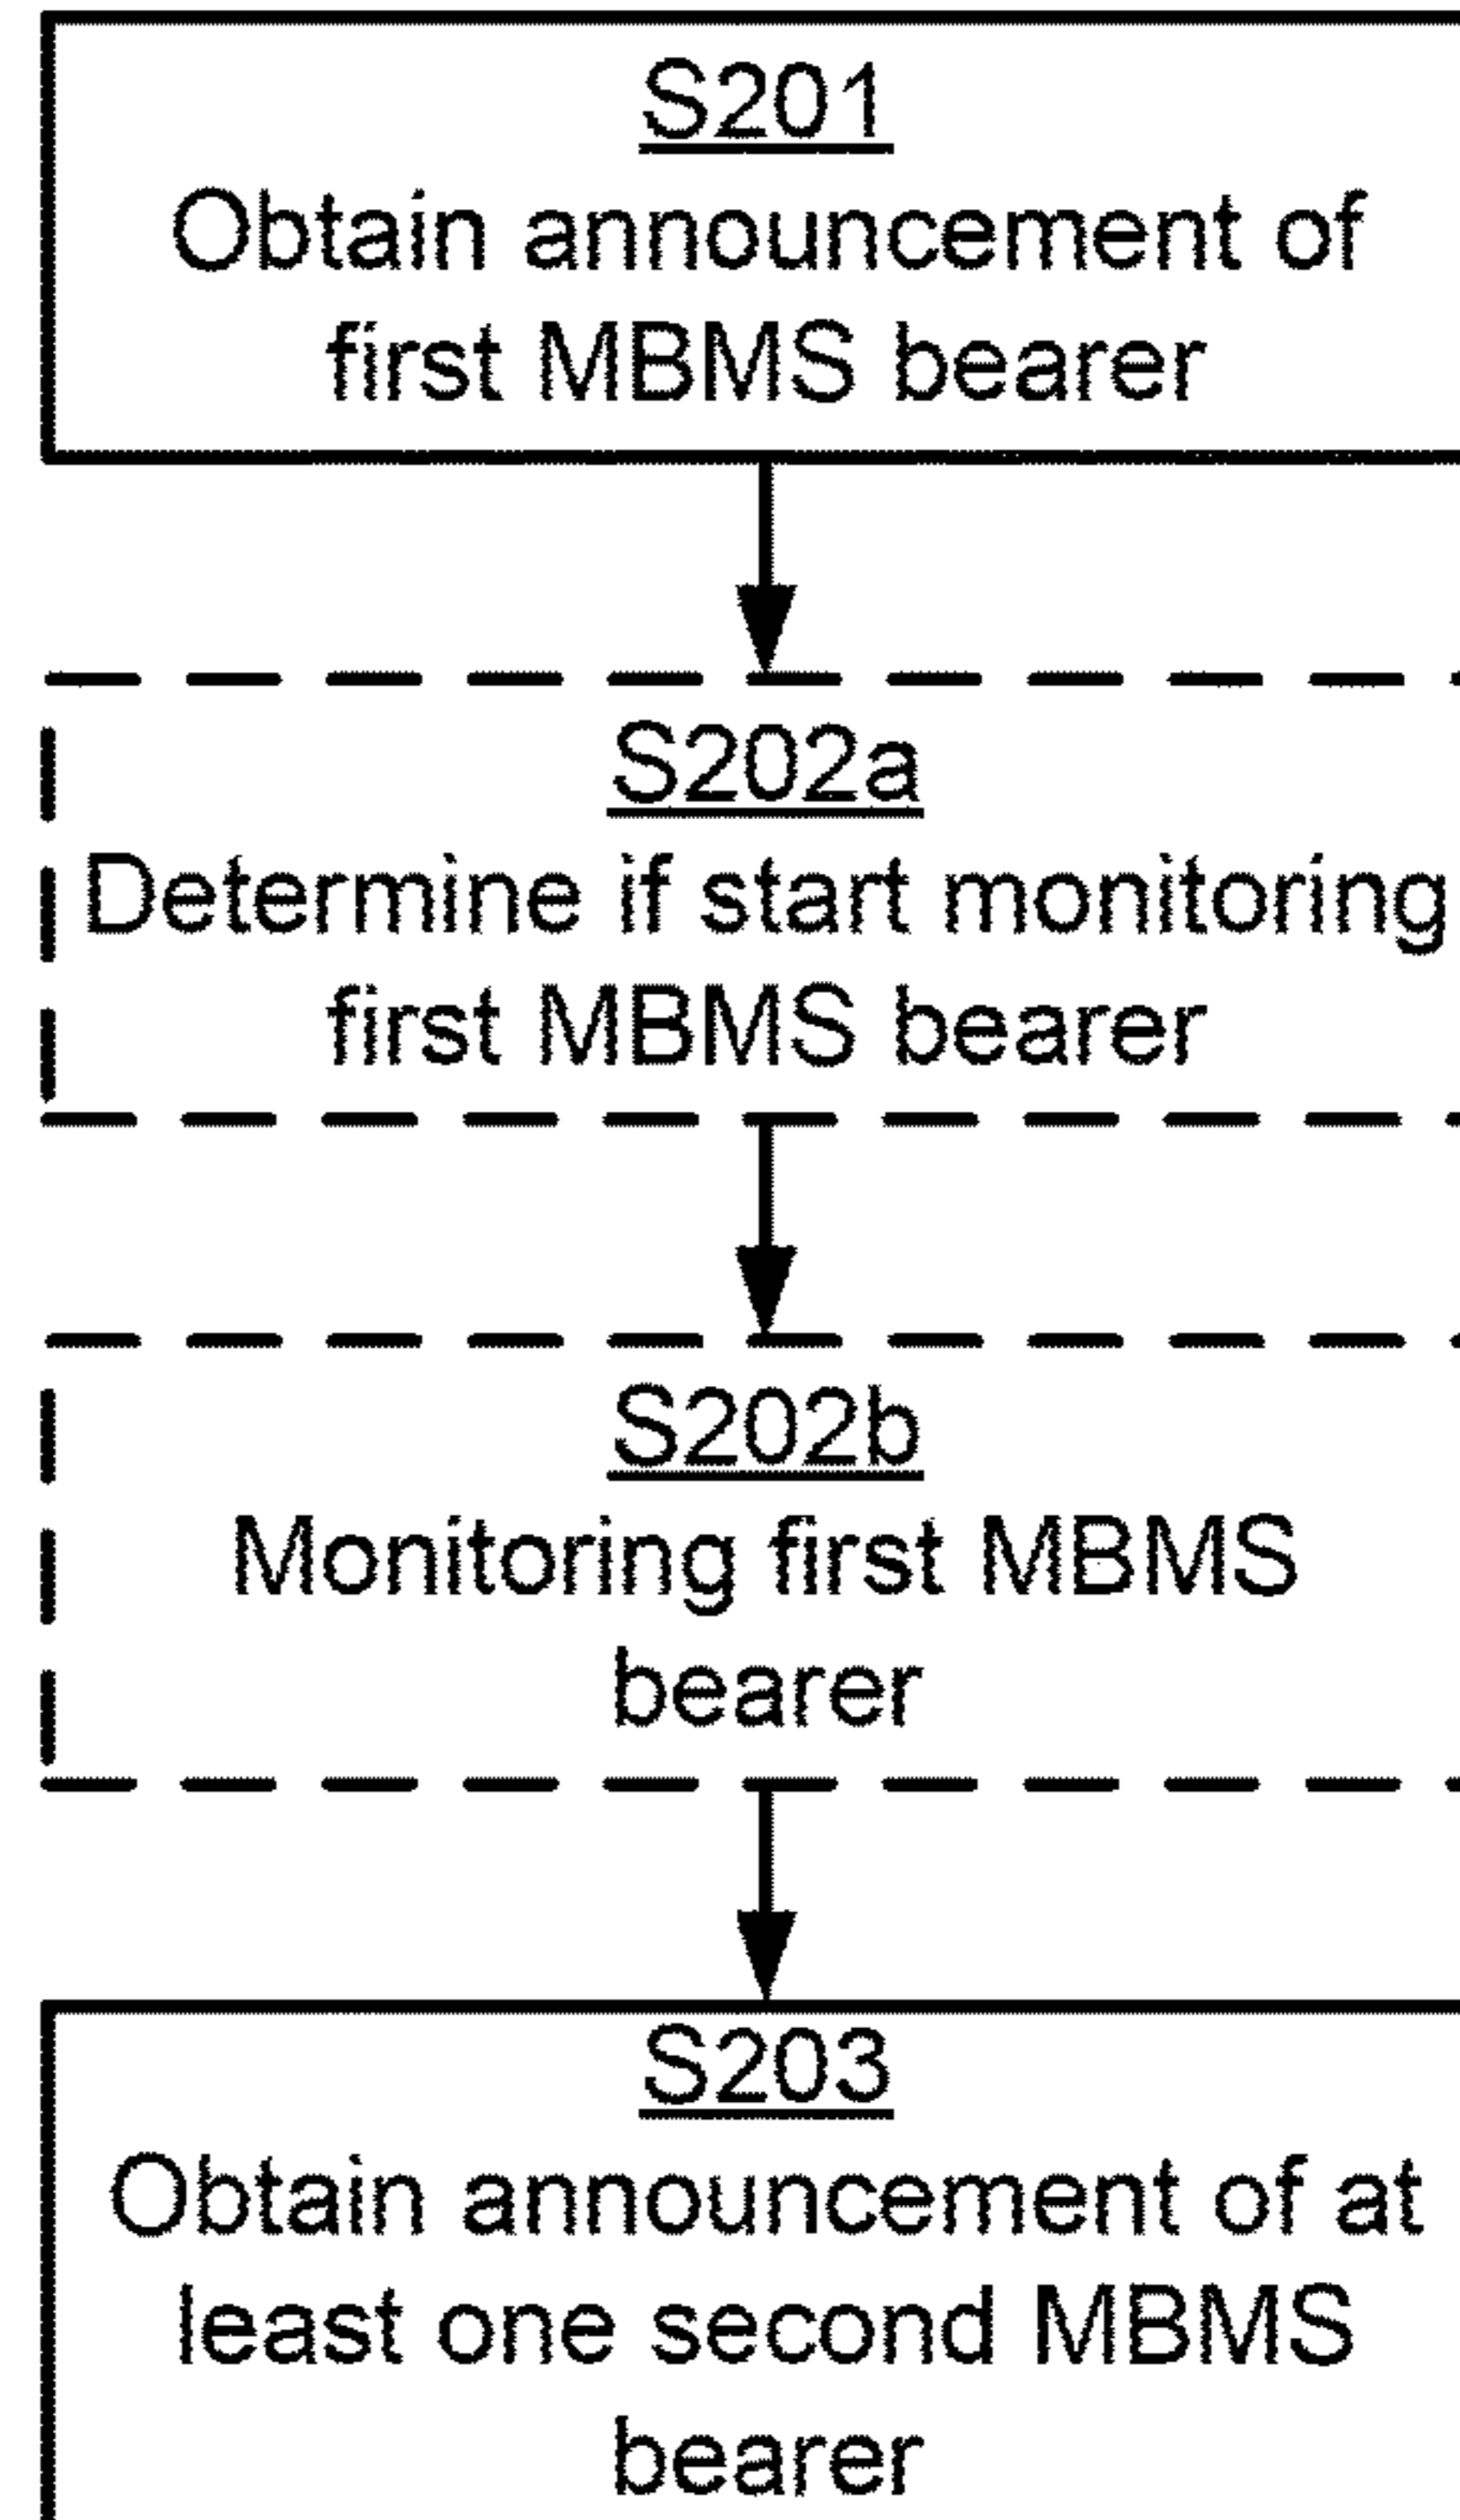 S201
Obtain announcement of
first MBMS bearer
S202a
Determine if start monitoring
first MBMS bearer
S202b
Monitoring first MBMS
bearer
S203
Obtain announcement of at
least one second MBMS
bearer